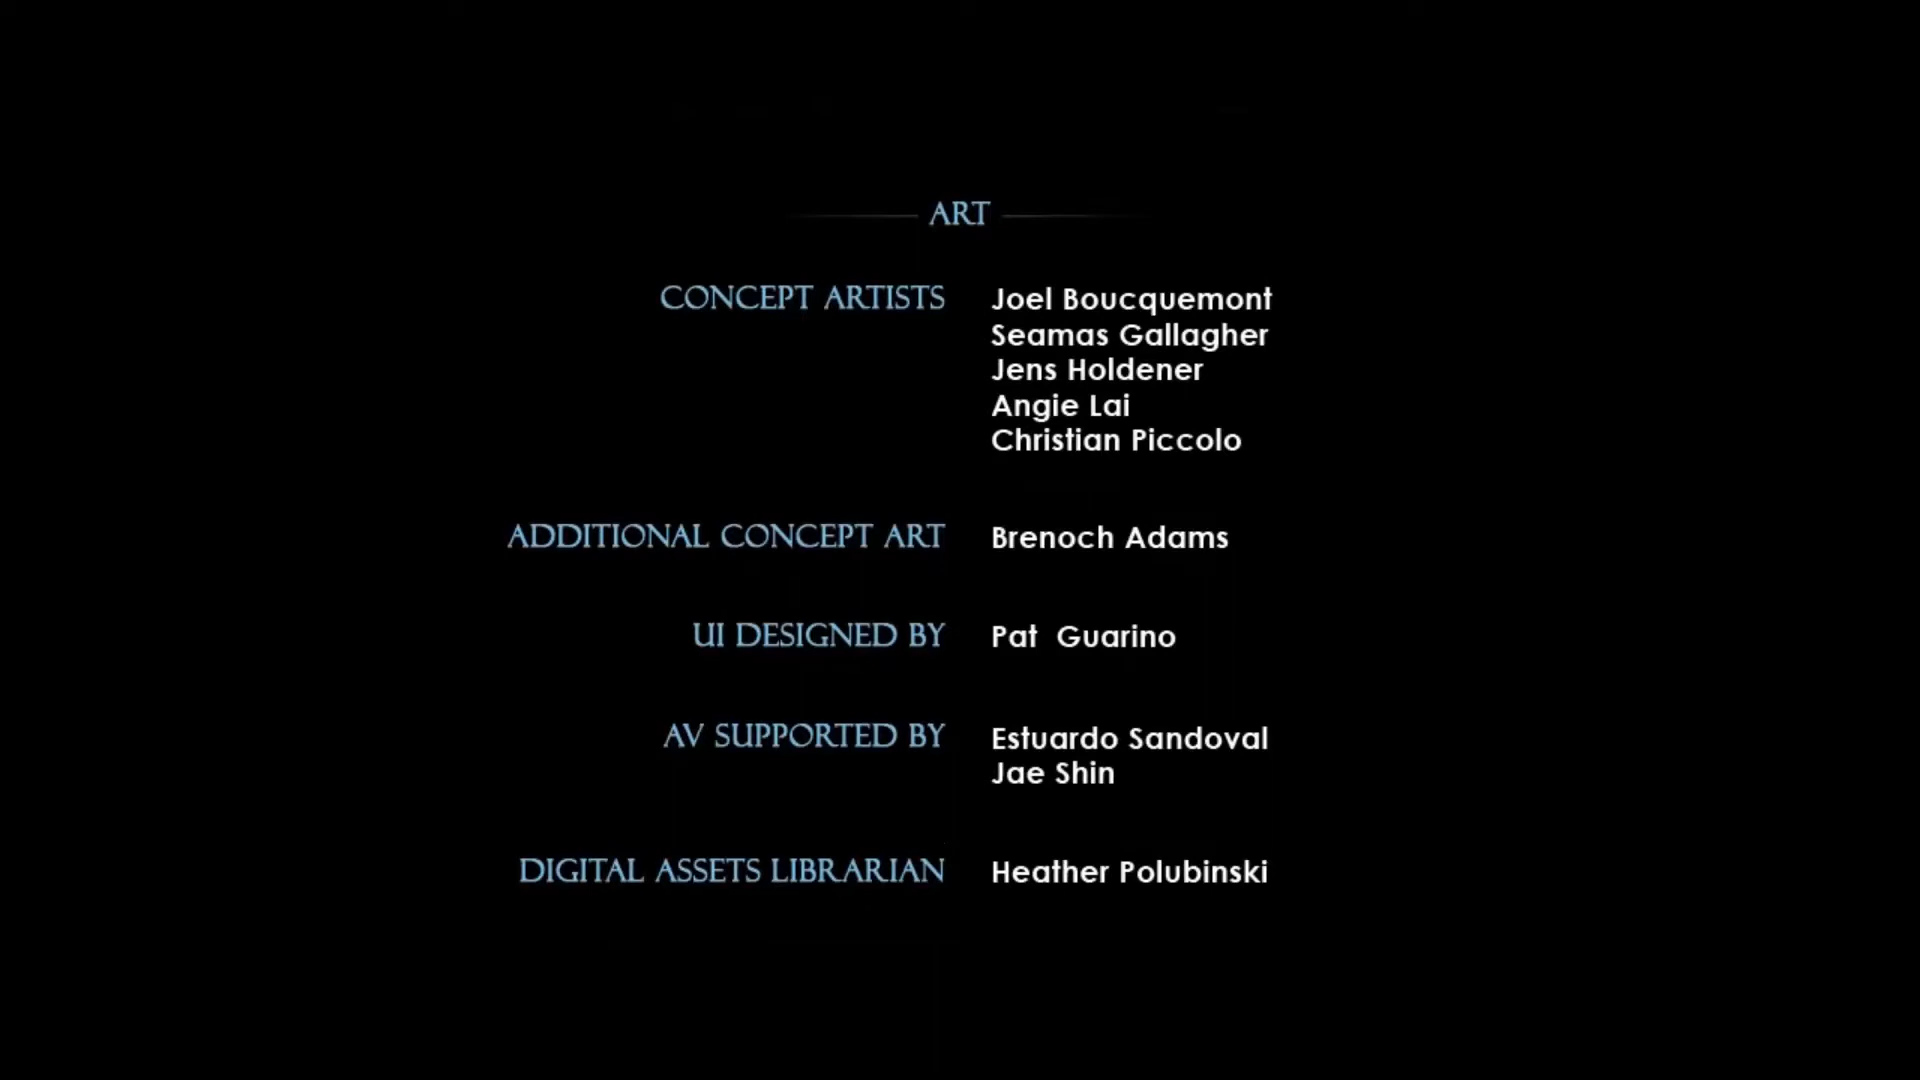 ART
CONCEPT ARTISTS Joel Boucquemont
Seamas Gallagher
Jens Holdener
Angie Lai
Christian Piccolo
ADDITIONAL CONCEPT ART Brenoch Adams
UI DESIGNED BY Pat Guarino
AV SUPPORTED BY Estuardo Sandoval
Jae Shin
DIGITAL ASSETS LIBRARIAN Heather Polubinski